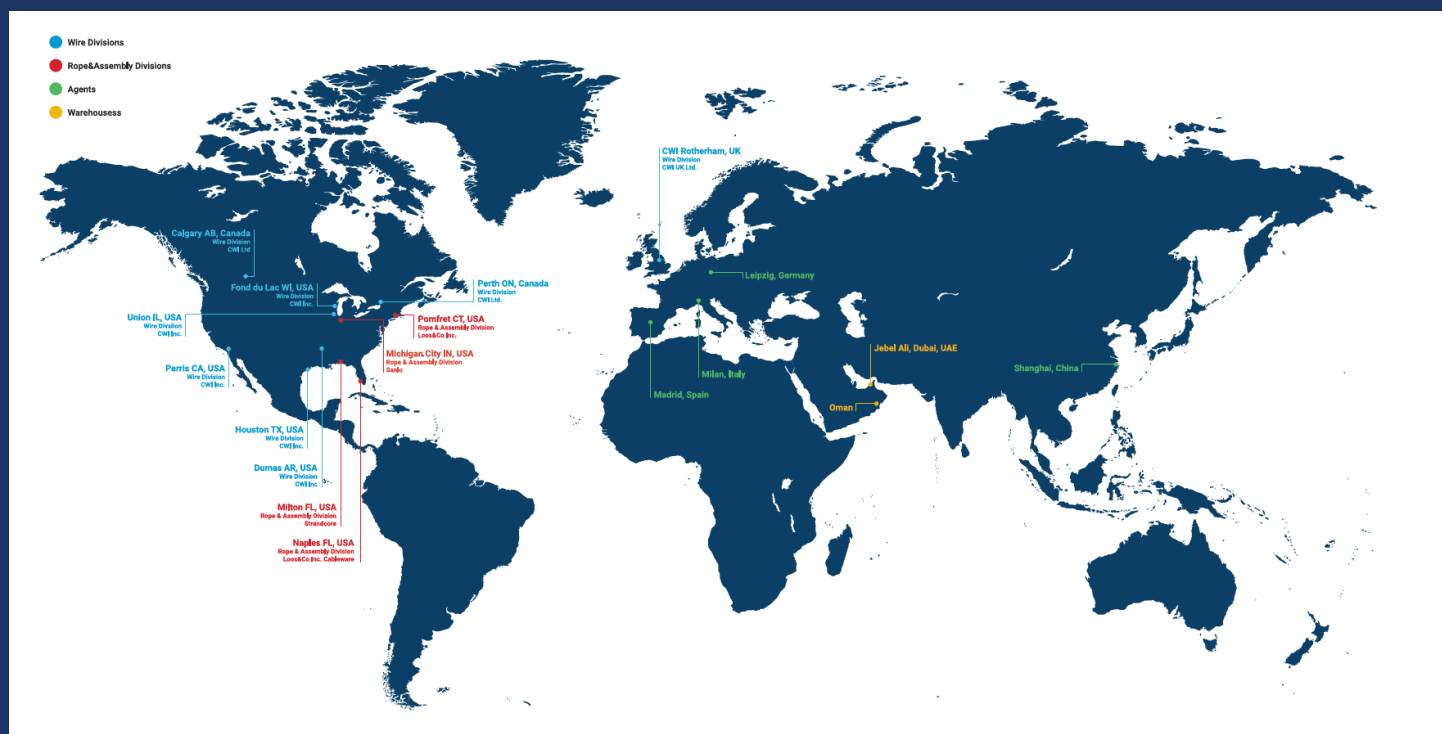 Wire Divisions
Rope&Assembly Divisions
Agents
Warehousess
CWI Rotherham, UK
Wire Division
CWI UK Ltd.
Calgary AB, Canada
Wire Division
CWI Ltd
Leipzig, Germany
Fond du Lac WI, USA
Wire Division
CWI Inc.
Perth ON, Canada
Wire Division
CWI Ltd.
Union IL, USA
Wire Division
CWI Inc.
Pomfret CT, USA
Rope & Assembly Division
Loos&Co Inc.
Michigan City IN, USA
Rope & Assembly Division
Sanlo
Jebel Ali, Dubai, UAE
Perris CA, USA
Wire Division
CWI Inc.
Milan, Italy
Shanghai, China
Madrid, Spain
Oman
Houston TX, USA
Wire Division
CWI Inc.
Dumas AR, USA
Wire Division
CWI Inc
Milton FL, USA
Rope & Assembly Division
Strandcore
Naples FL, USA
Rope & Assembly Division
Loos&Co Inc. Cableware